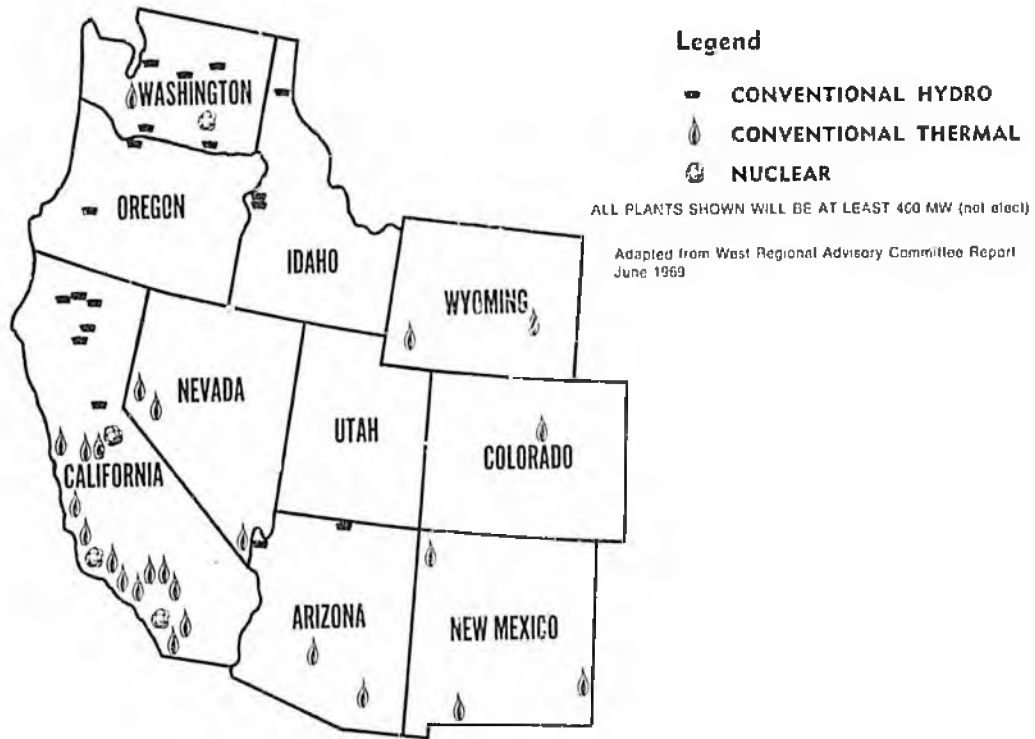 Legend
CONVENTIONAL HYDRO
CONVENTIONAL THERMAL
NUCLEAR
ALL PLANTS SHOWN WILL BE AT LEAST 400 MW (net elect)
Adapted from West Regional Advisory Committee Report
June 1969
WASHINGTON
OREGON
IDAHO
WYOMING
NEVADA
UTAH
COLORADO
CALIFORNIA
ARIZONA
NEW MEXICO